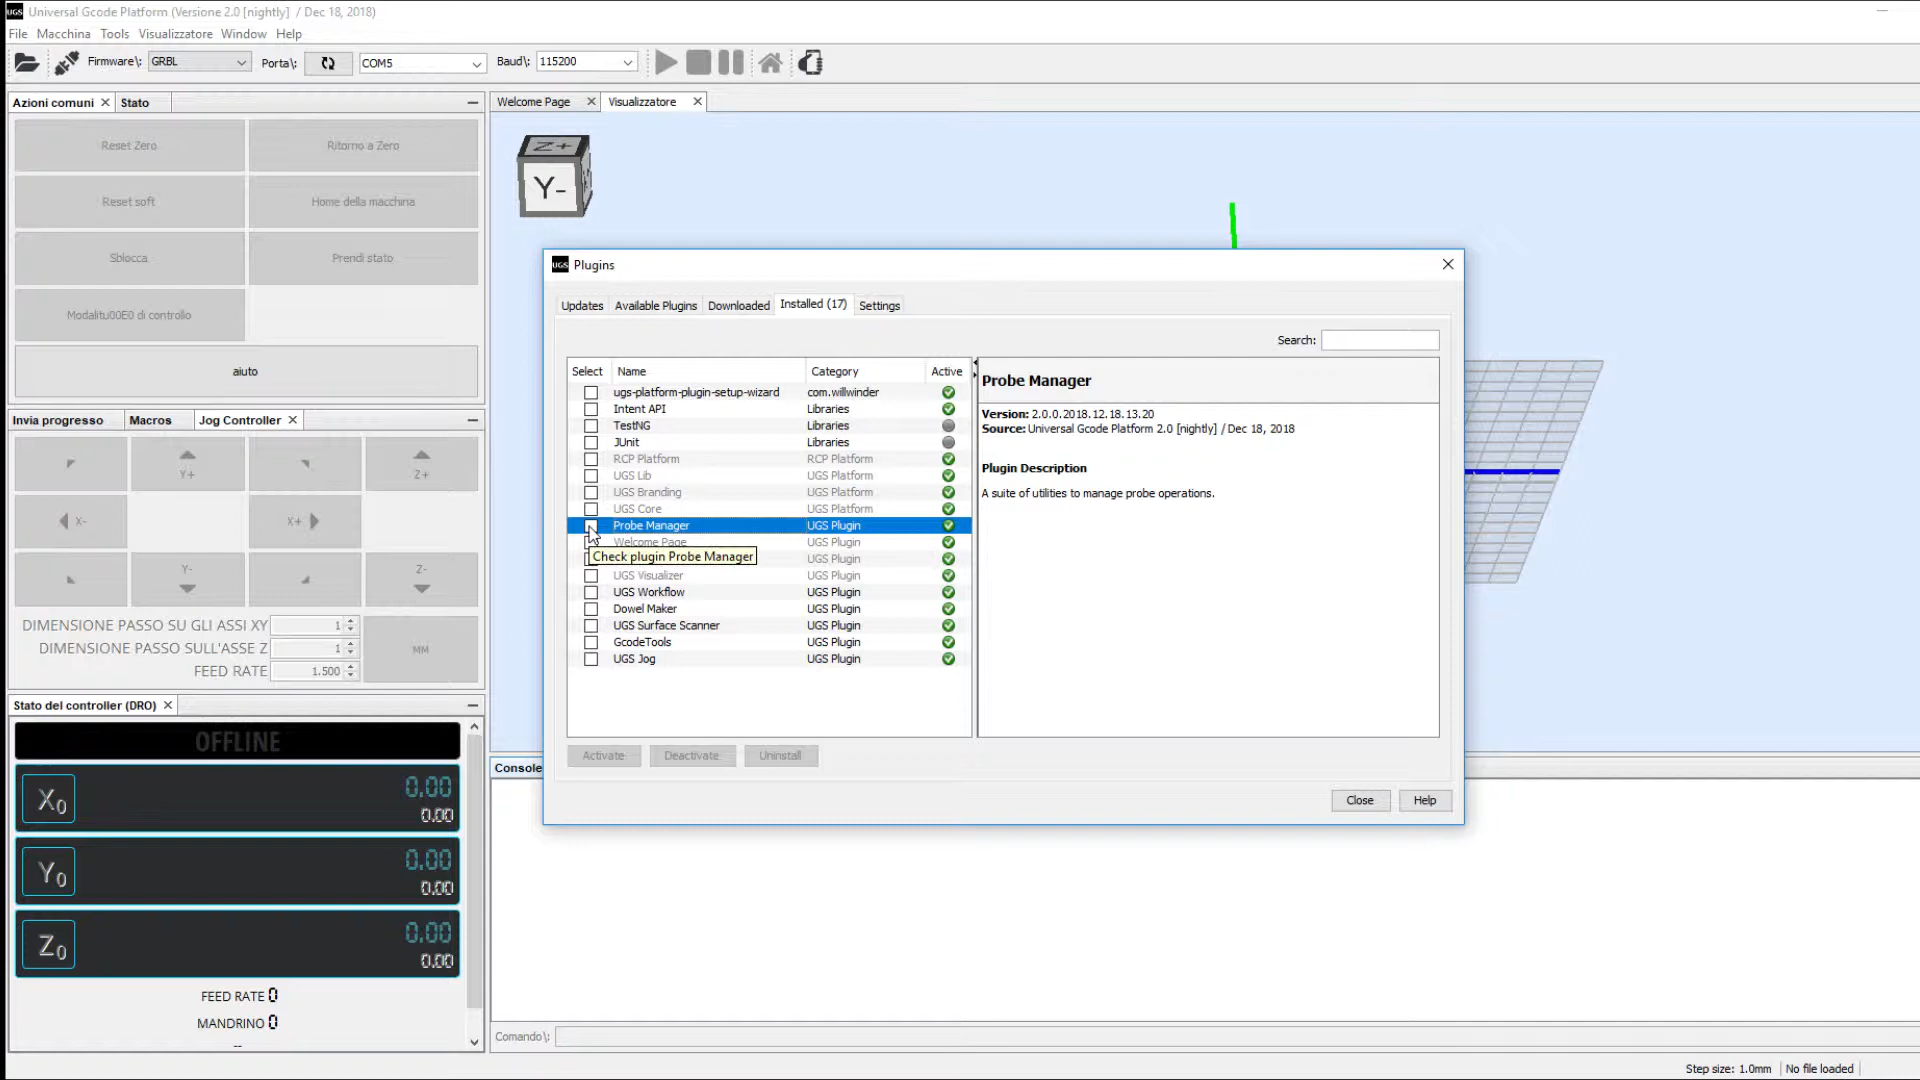 UGS Universal Gcode Platform (Versione 2.0 [nightly]  / Dec 18, 2018)
File Macchina Tools Visualizzatore Window Help
Firmware\: GRBL Porta\: COM5 Baud\: 115200
Azioni comuni Stato
Welcome Page Visualizzatore
Reset Zero Ritorno a Zero
Reset soft Home della macchina
Sblocca Prendi stato
Modalitu00E0 di controllo
aiuto
Z+
Y-
Invia progresso Macros Jog Controller
Y+ Z+
X- X+
Y- Z-
DIMENSIONE PASSO SU GLI ASSI XY 1
DIMENSIONE PASSO SULL'ASSE Z 1
FEED RATE 1.500
MM
Stato del controller (DRO)
OFFLINE
X0 0.00
0.00
Y0 0.00
0.00
Z0 0.00
0.00
FEED RATE 0
MANDRINO 0
--
UGS Plugins
Updates Available Plugins Downloaded Installed (17) Settings
Search:
Select Name Category Active
ugs-platform-plugin-setup-wizard com.willwinder
Intent API Libraries
TestNG Libraries
JUnit Libraries
RCP Platform RCP Platform
UGS Lib UGS Platform
UGS Branding UGS Platform
UGS Core UGS Platform
Probe Manager UGS Plugin
Welcome Page UGS Plugin
Check plugin Probe Manager
UGS Plugin
UGS Visualizer UGS Plugin
UGS Workflow UGS Plugin
Dowel Maker UGS Plugin
UGS Surface Scanner UGS Plugin
GcodeTools UGS Plugin
UGS Jog UGS Plugin
Probe Manager
Version: 2.0.0.2018.12.18.13.20
Source: Universal Gcode Platform 2.0 [nightly] / Dec 18, 2018
Plugin Description
A suite of utilities to manage probe operations.
Activate Deactivate Uninstall
Close Help
Console
Comando\:
Step size: 1.0mm No file loaded